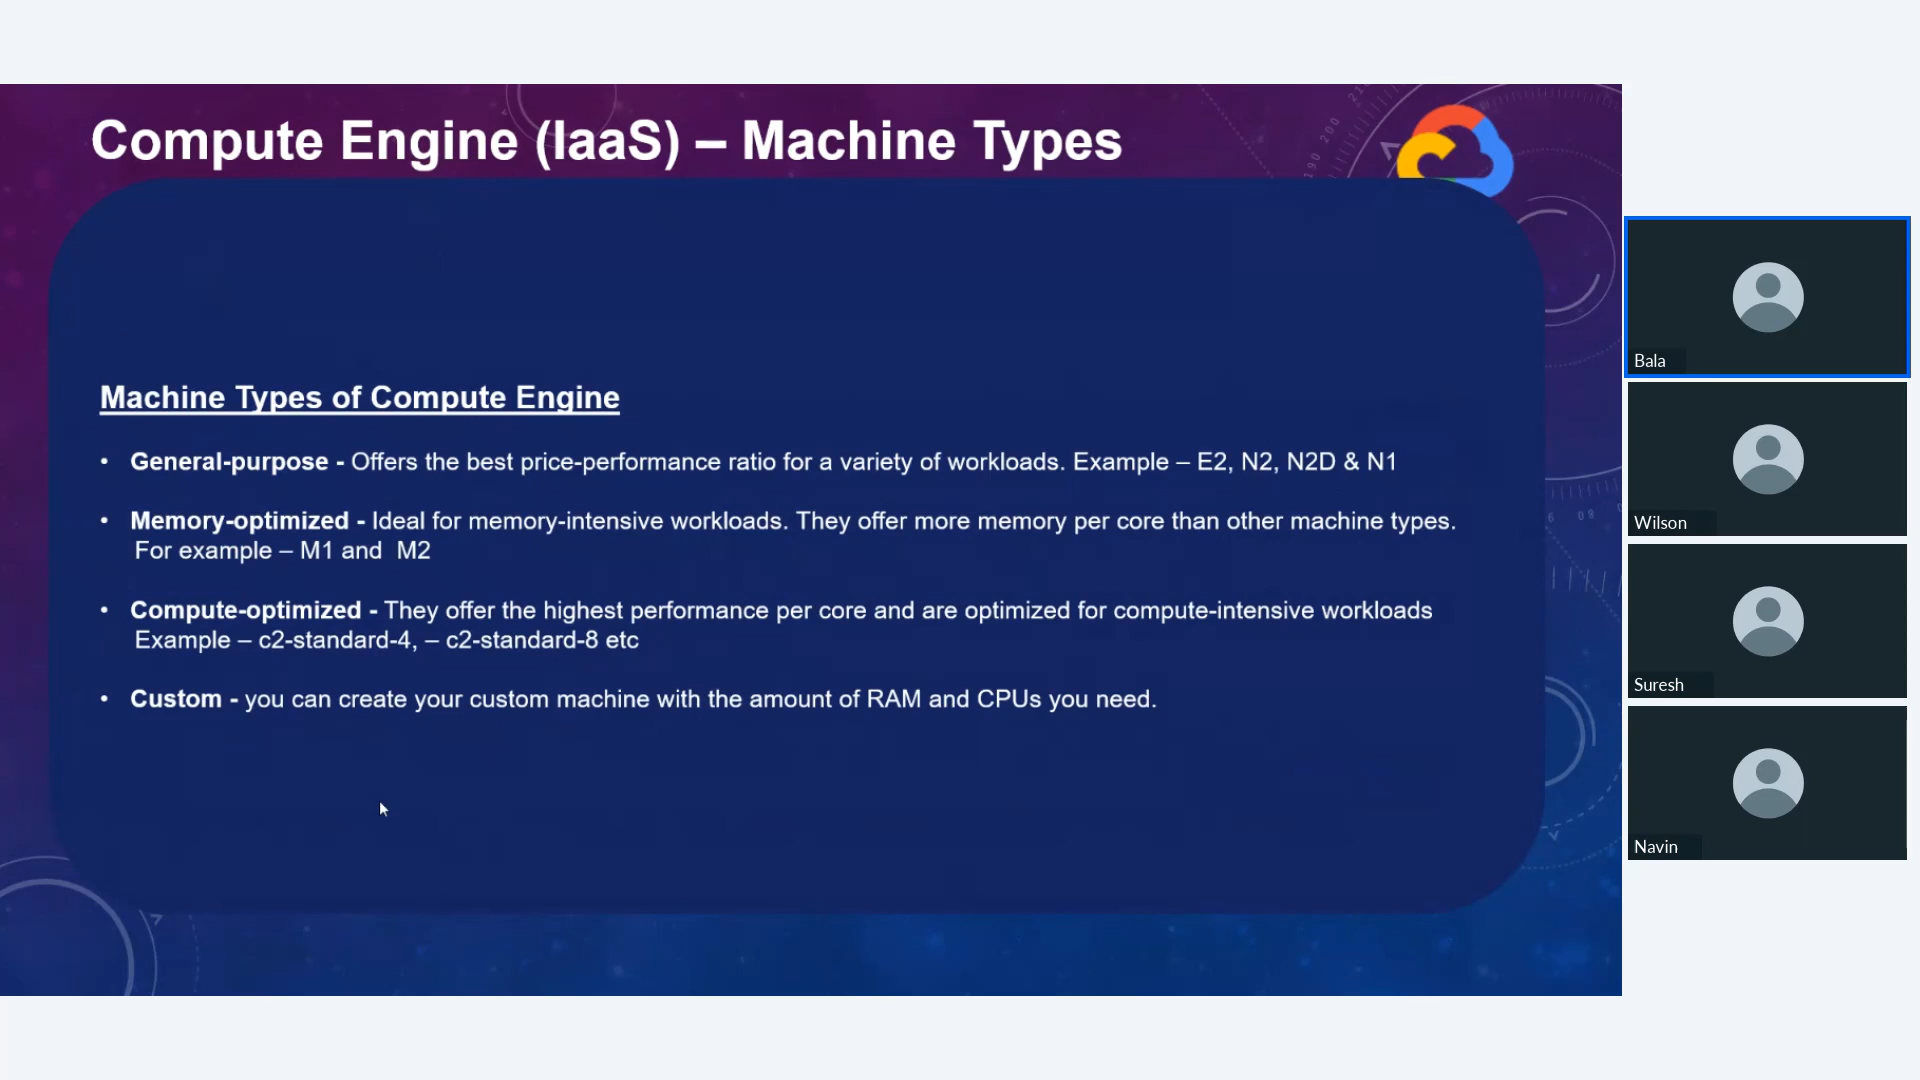 Compute Engine (IaaS) – Machine Types
Machine Types of Compute Engine
• General-purpose - Offers the best price-performance ratio for a variety of workloads. Example – E2, N2, N2D & N1
• Memory-optimized - Ideal for memory-intensive workloads. They offer more memory per core than other machine types.
For example – M1 and  M2
• Compute-optimized - They offer the highest performance per core and are optimized for compute-intensive workloads
Example – c2-standard-4, – c2-standard-8 etc
• Custom - you can create your custom machine with the amount of RAM and CPUs you need.
Bala
Wilson
Suresh
Navin
190 200 210